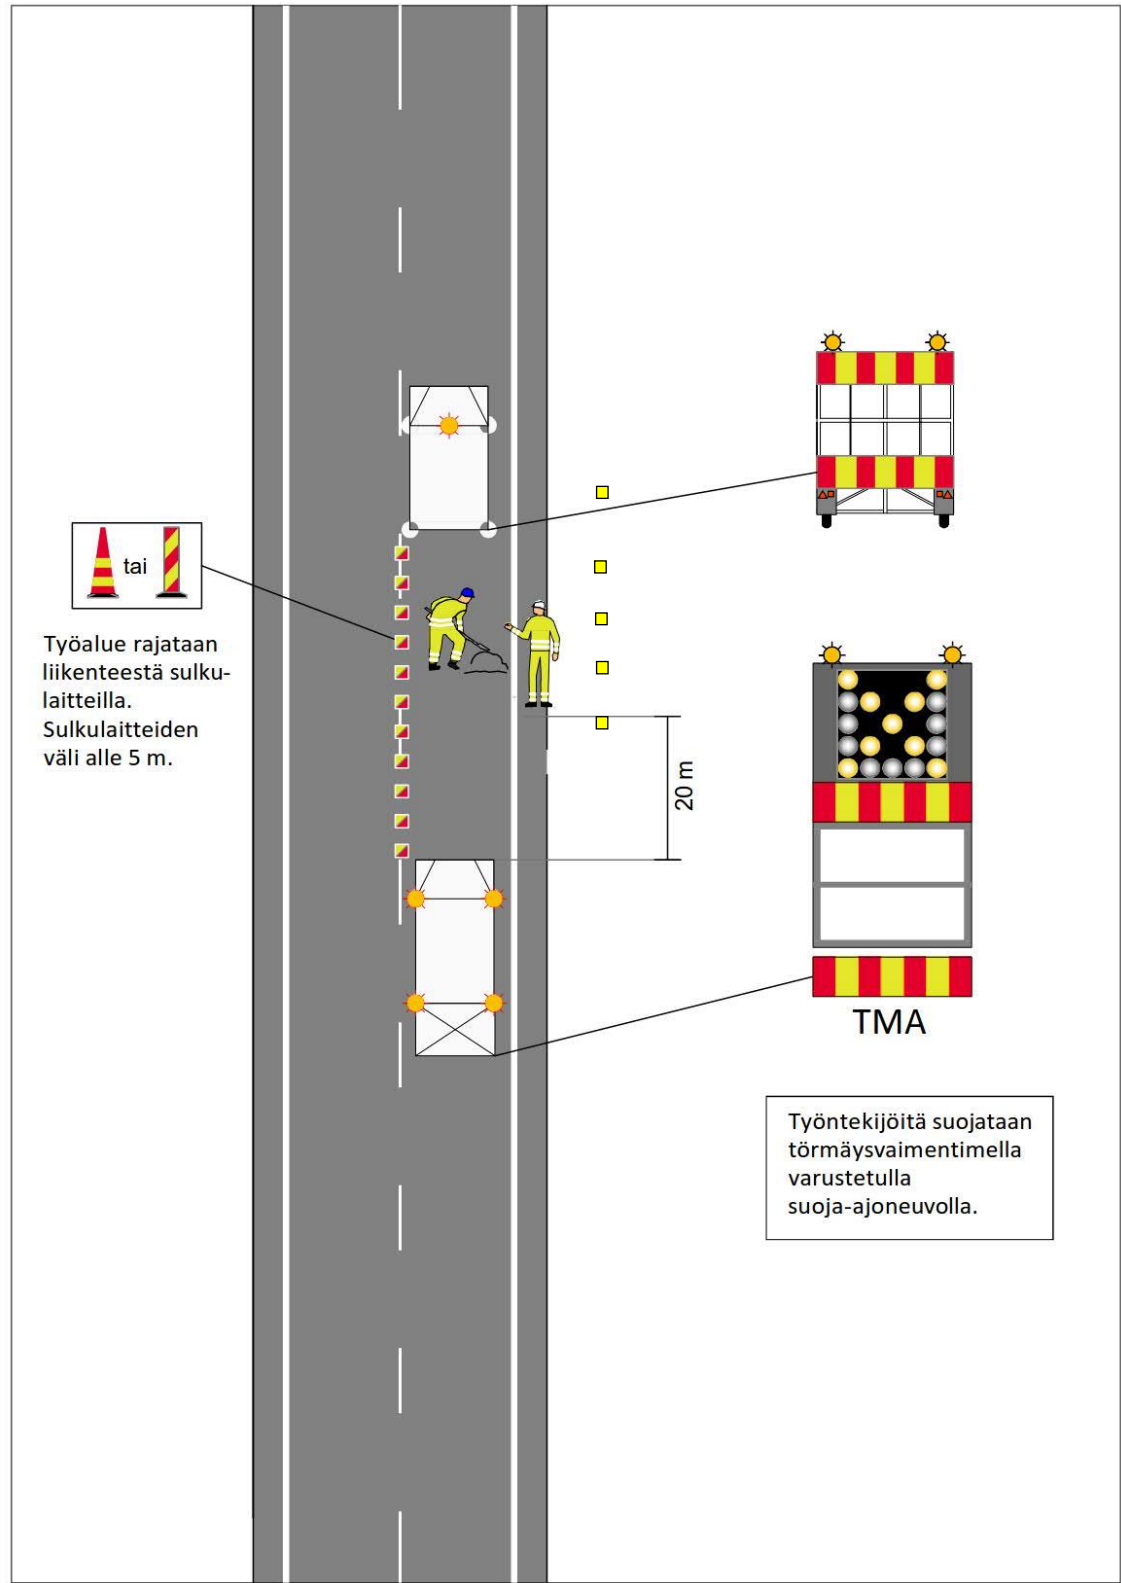 tai
Työalue rajataan
liikenteestä sulku-
laitteilla.
Sulkulaitteiden
väli alle 5 m.
20 m
TMA
Työntekijöitä suojataan
törmäysvaimentimella
varustetulla
suoja-ajoneuvolla.